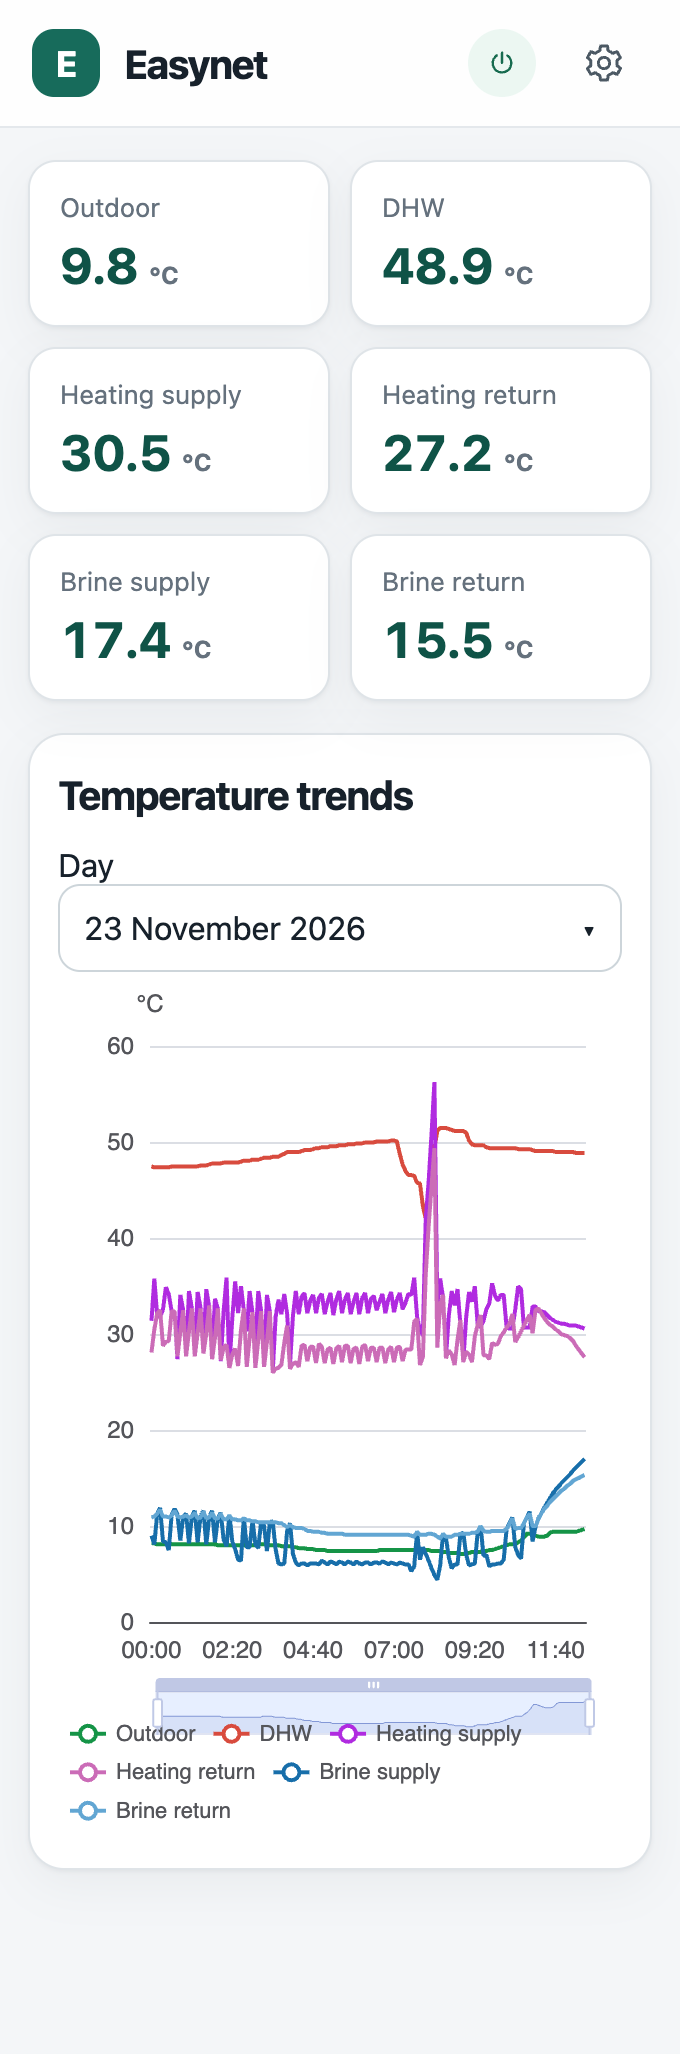 E Easynet
Outdoor DHW
9.8 °C 48.9 °C
Heating supply Heating return
30.5 °C 27.2 °C
Brine supply Brine return
17.4 °C 15.5 °C
Temperature trends
Day
23 November 2026
°C
60
50
40
30
20
10
0
00:00 02:20 04:40 07:00 09:20 11:40
Outdoor DHW Heating supply
Heating return Brine supply
Brine return